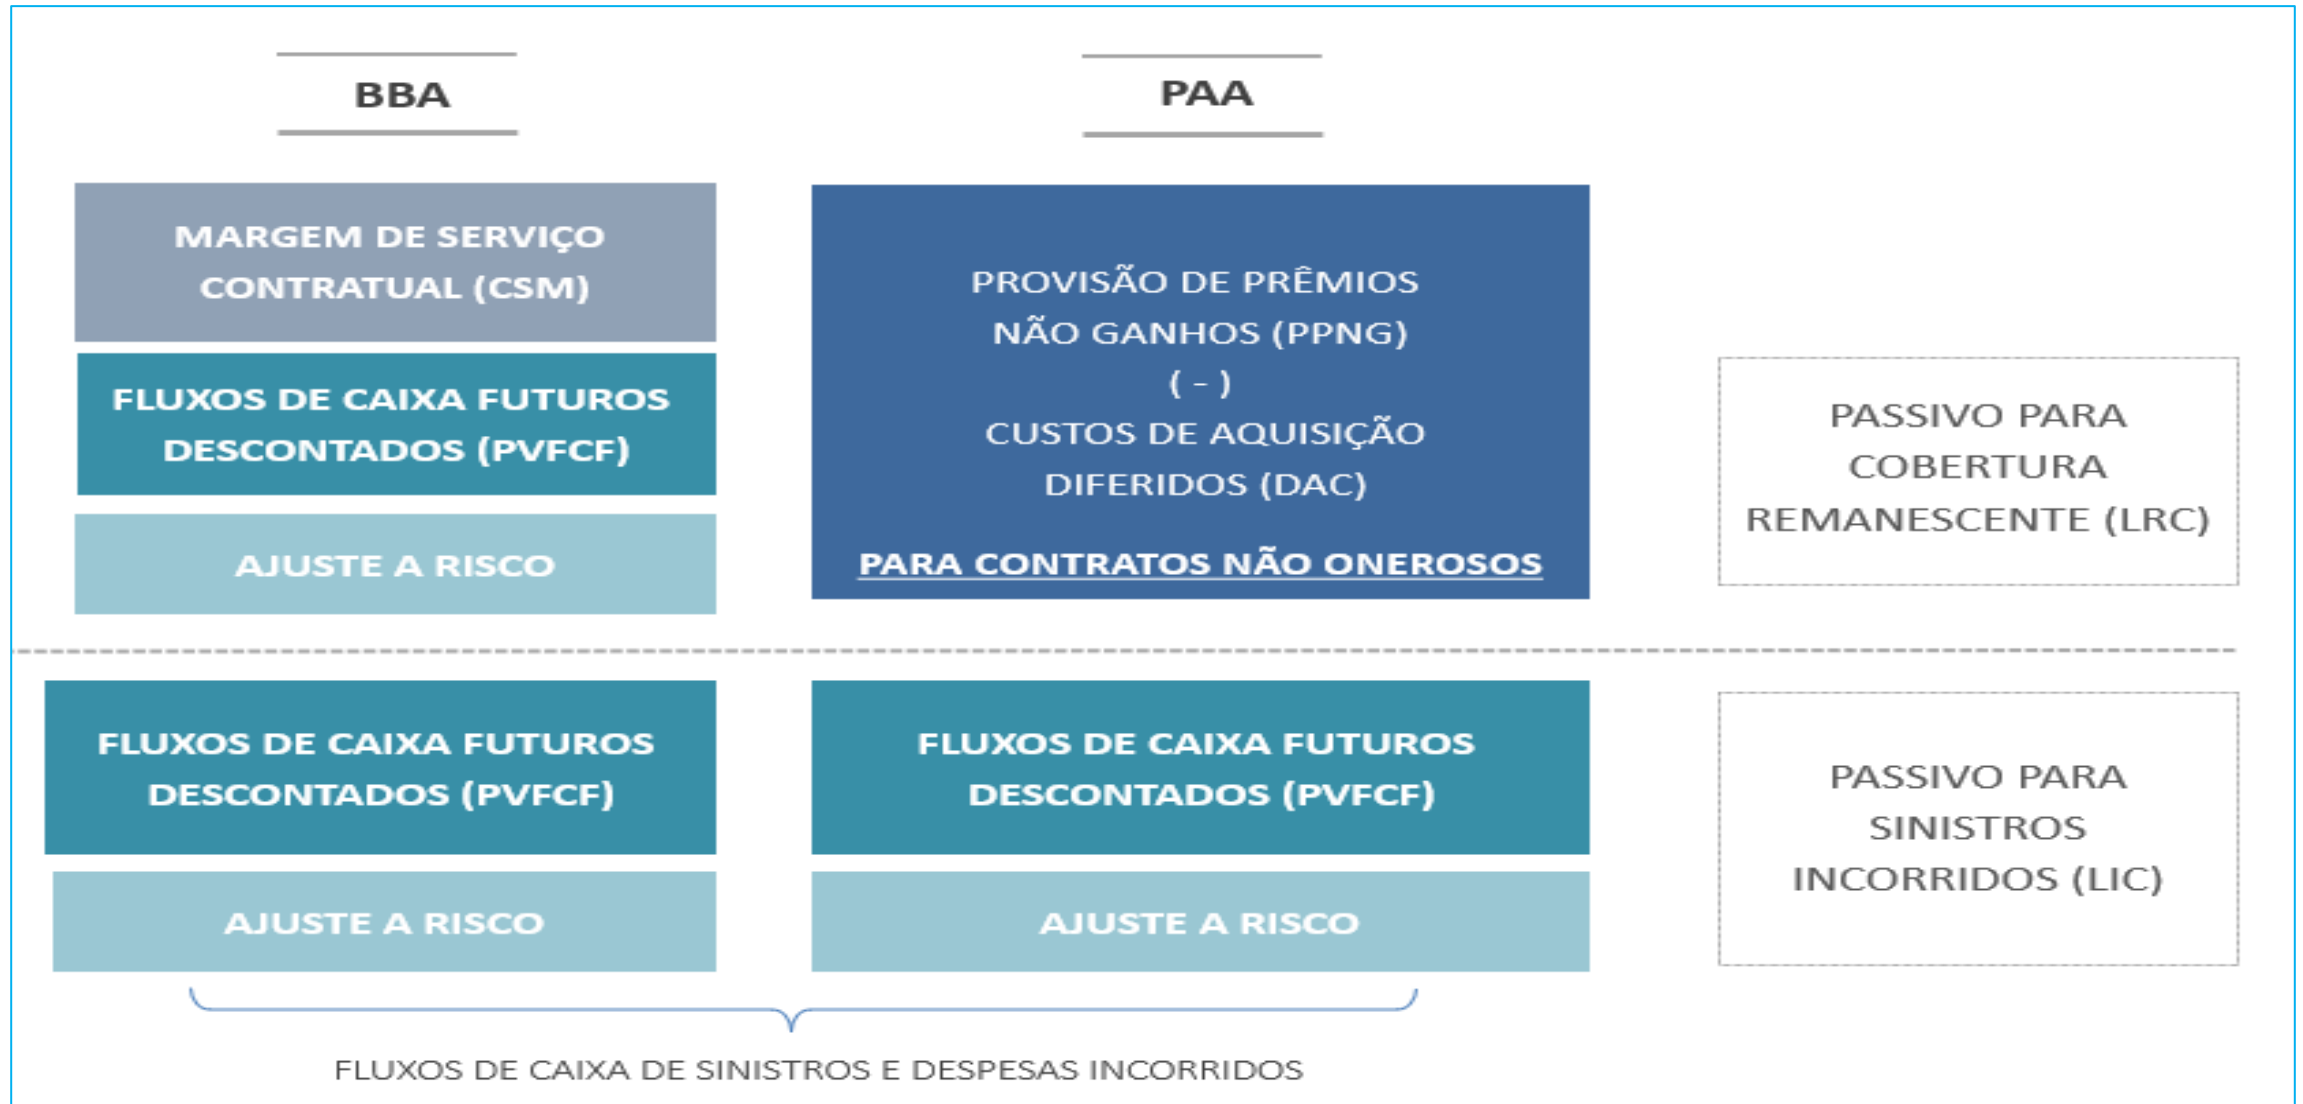 BBA
PAA
MARGEM DE SERVIÇO
CONTRATUAL (CSM)
FLUXOS DE CAIXA FUTUROS
DESCONTADOS (PVFCF)
AJUSTE A RISCO
PROVISÃO DE PRÊMIOS
NÃO GANHOS (PPNG)
( - )
CUSTOS DE AQUISIÇÃO
DIFERIDOS (DAC)
PARA CONTRATOS NÃO ONEROSOS
PASSIVO PARA
COBERTURA
REMANESCENTE (LRC)
FLUXOS DE CAIXA FUTUROS
DESCONTADOS (PVFCF)
AJUSTE A RISCO
FLUXOS DE CAIXA FUTUROS
DESCONTADOS (PVFCF)
AJUSTE A RISCO
PASSIVO PARA
SINISTROS
INCORRIDOS (LIC)
FLUXOS DE CAIXA DE SINISTROS E DESPESAS INCORRIDOS